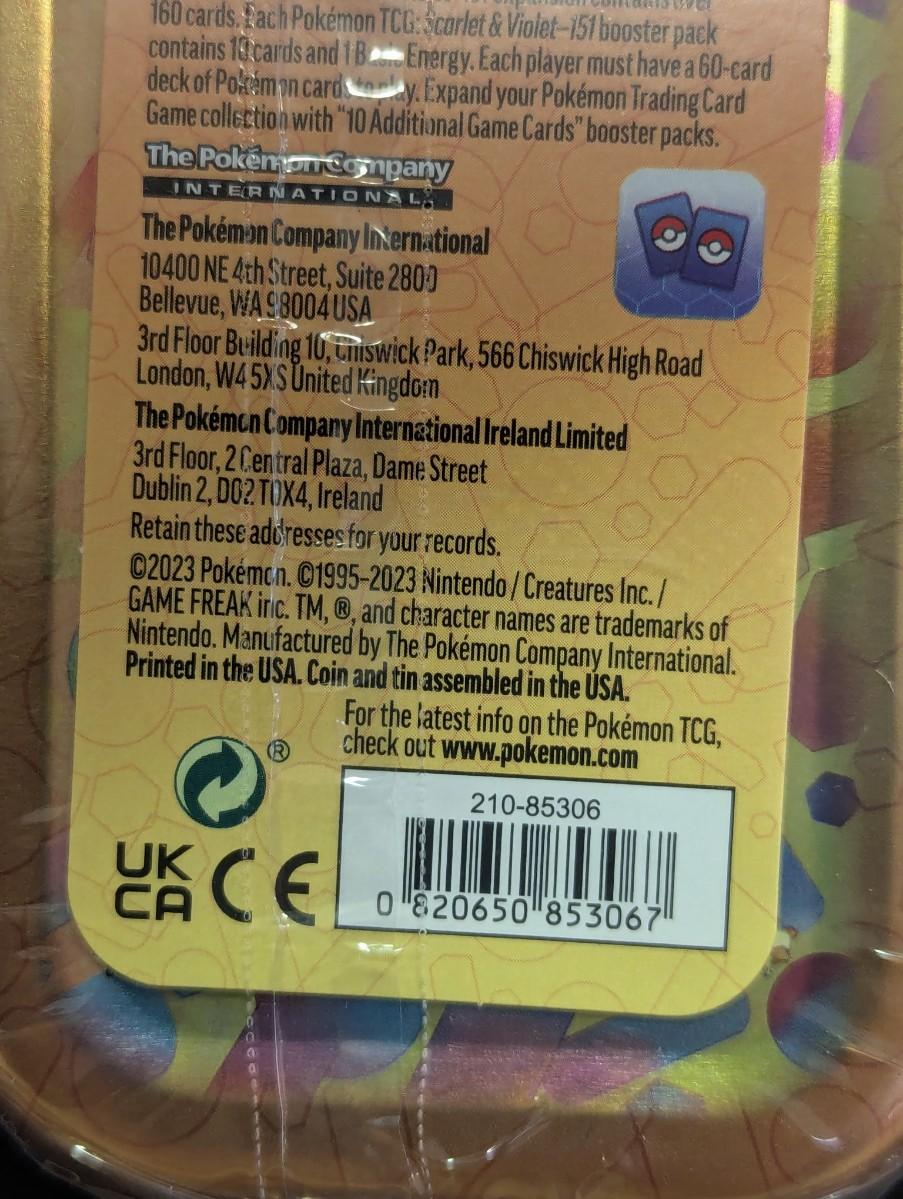 160 cards. Each Pokémon TCG: Scarlet & Violet–151 booster pack
contains 10 cards and 1 Basic Energy. Each player must have a 60-card
deck of Pokémon cards to play. Expand your Pokémon Trading Card
Game collection with "10 Additional Game Cards" booster packs.
The Pokémon Company
INTERNATIONAL
The Pokémon Company International
10400 NE 4th Street, Suite 2800
Bellevue, WA 98004 USA
3rd Floor Building 10, Chiswick Park, 566 Chiswick High Road
London, W4 5XS United Kingdom
The Pokémon Company International Ireland Limited
3rd Floor, 2 Central Plaza, Dame Street
Dublin 2, D02 T0X4, Ireland
Retain these addresses for your records.
©2023 Pokémon. ©1995–2023 Nintendo / Creatures Inc. /
GAME FREAK inc. TM, ®, and character names are trademarks of
Nintendo. Manufactured by The Pokémon Company International.
Printed in the USA. Coin and tin assembled in the USA.
For the latest info on the Pokémon TCG,
check out www.pokemon.com
®
210-85306
UK
CA CE
0 820650 853067